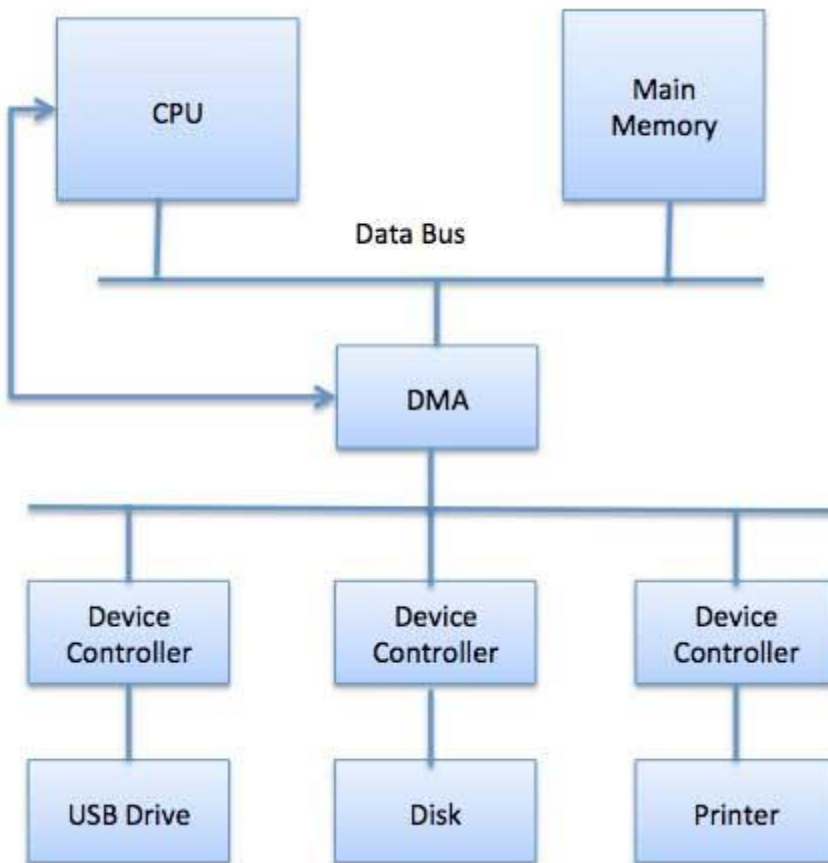 CPU
Main
Memory
Data Bus
DMA
Device
Controller
Device
Controller
Device
Controller
USB Drive
Disk
Printer